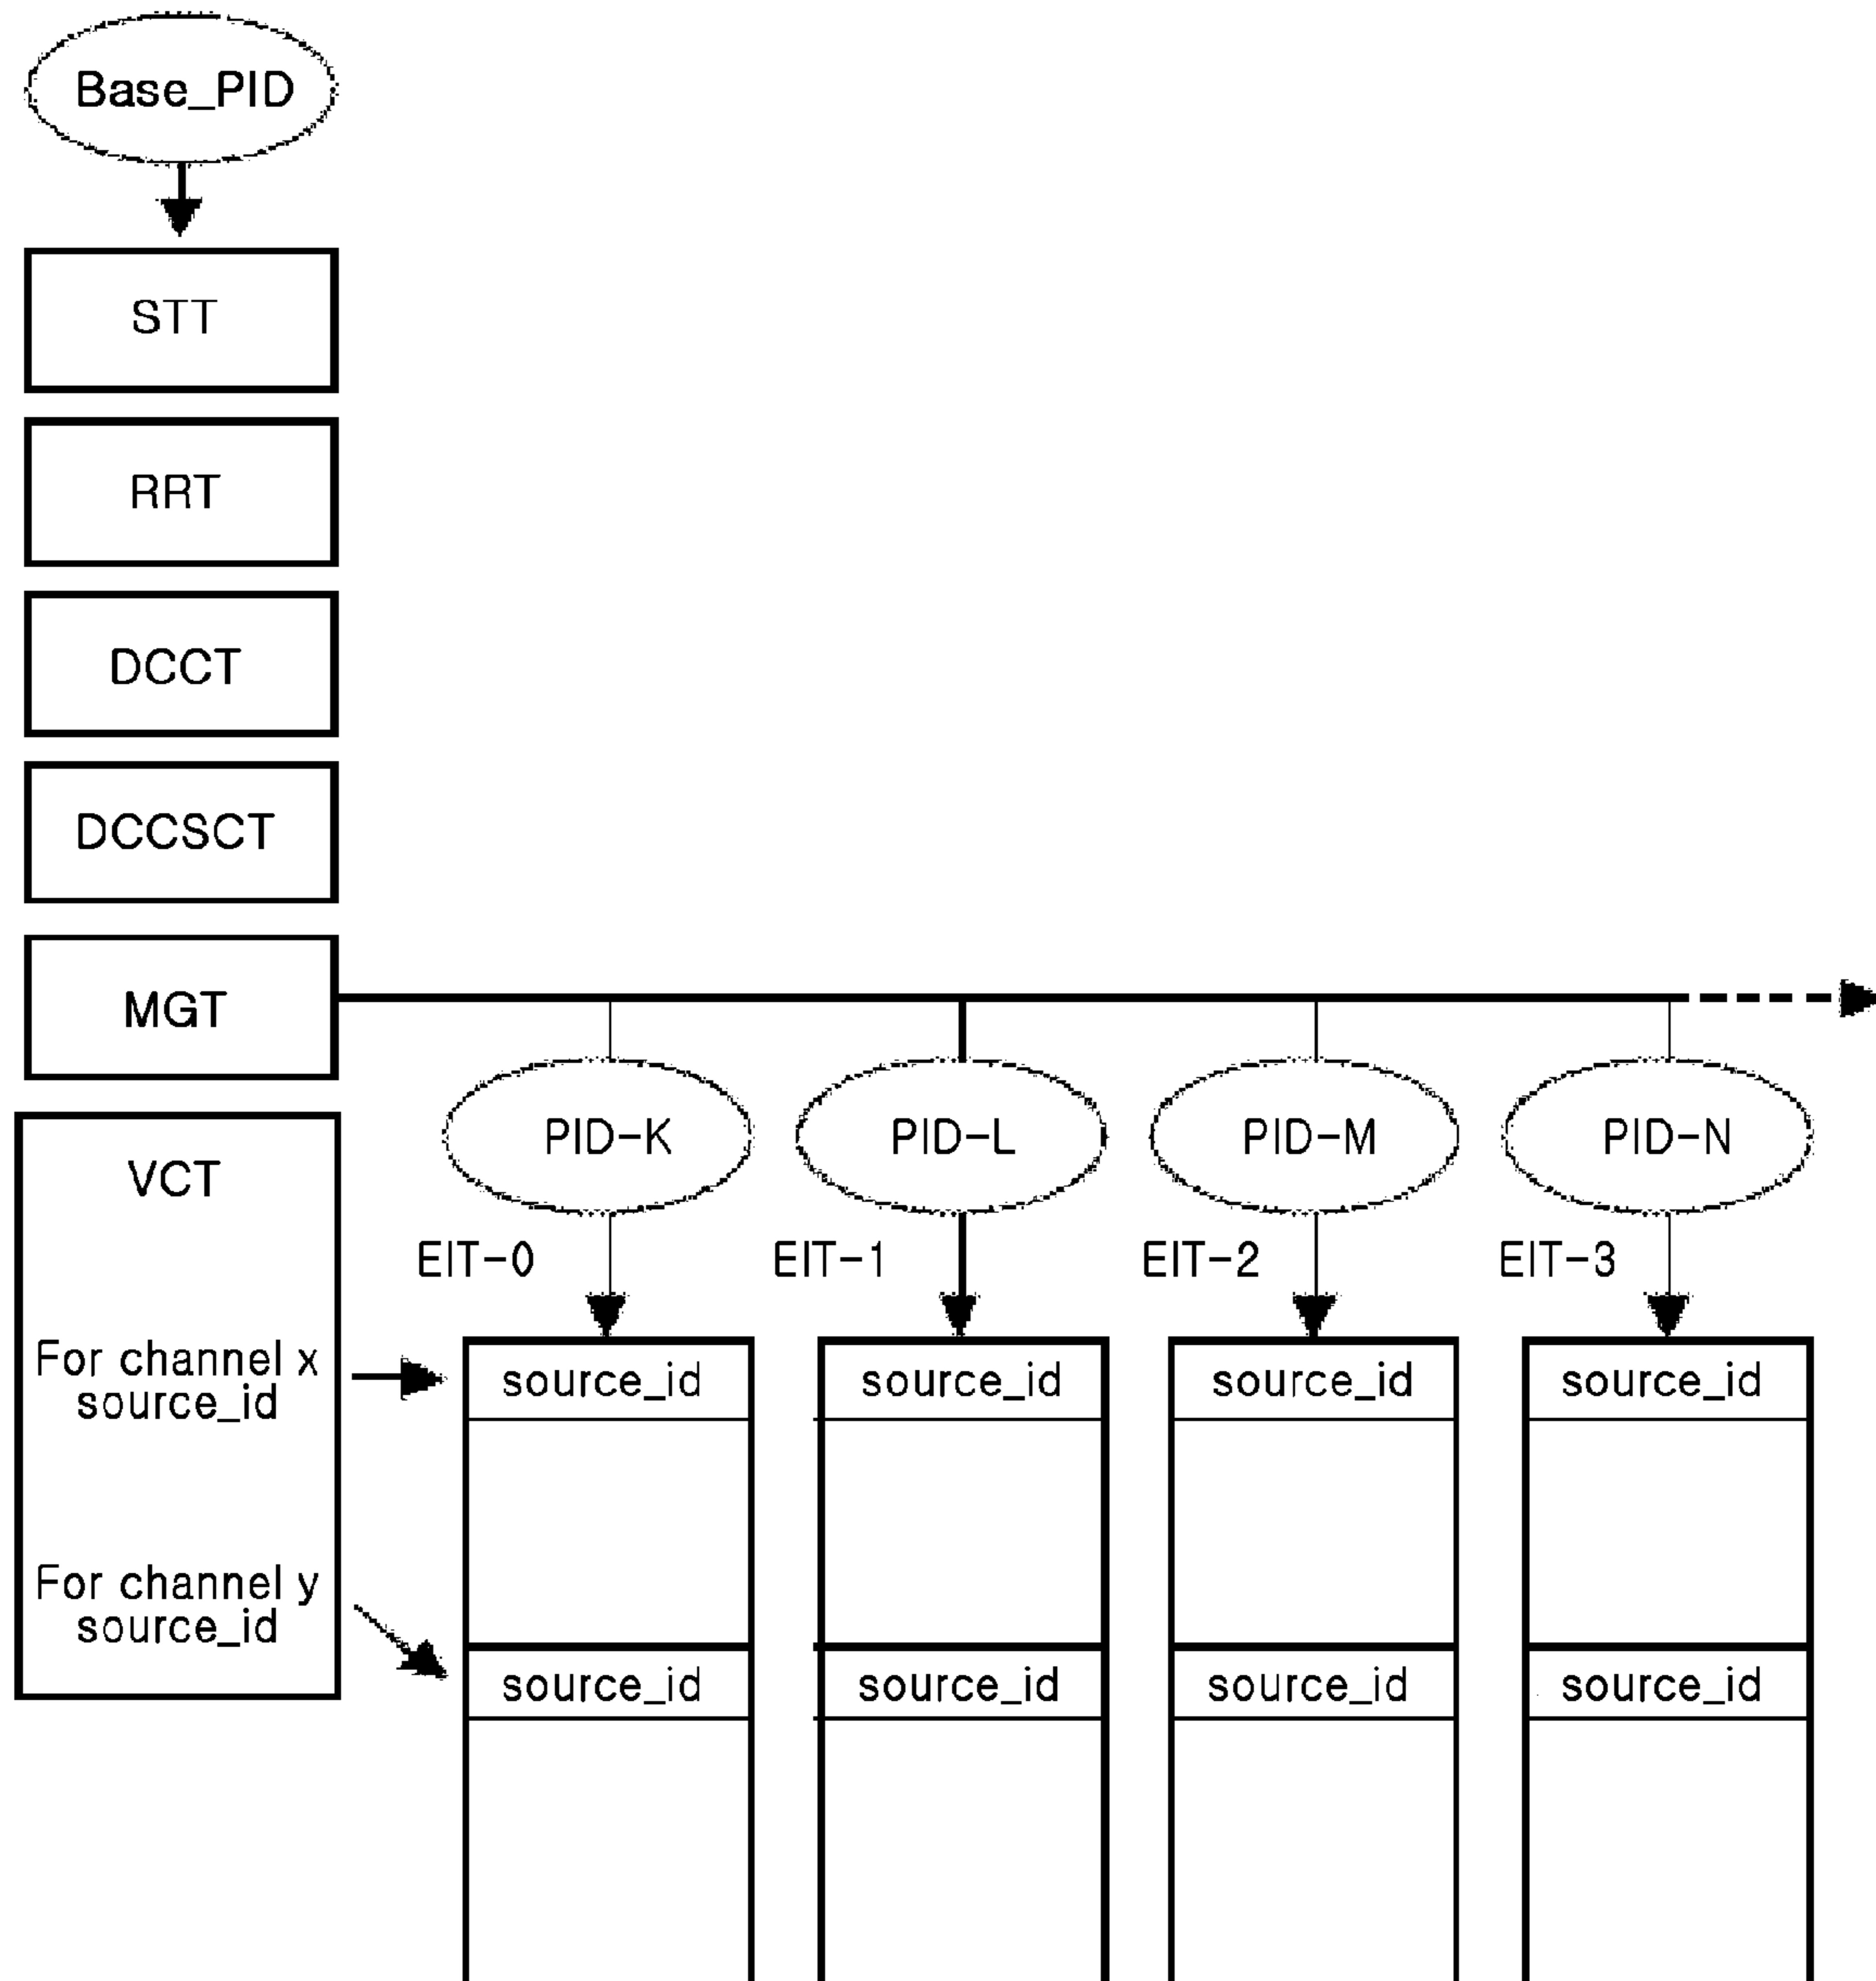 Base_PID
STT
RRT
DCCT
DCCSCT
MGT
PID-K
PID-L
PID-M
PID-N
VCT
EIT-0
EIT-1
EIT-2
EIT-3
For channel x
source_id
source_id
source_id
source_id
source_id
For channel y
source_id
source_id
source_id
source_id
source_id